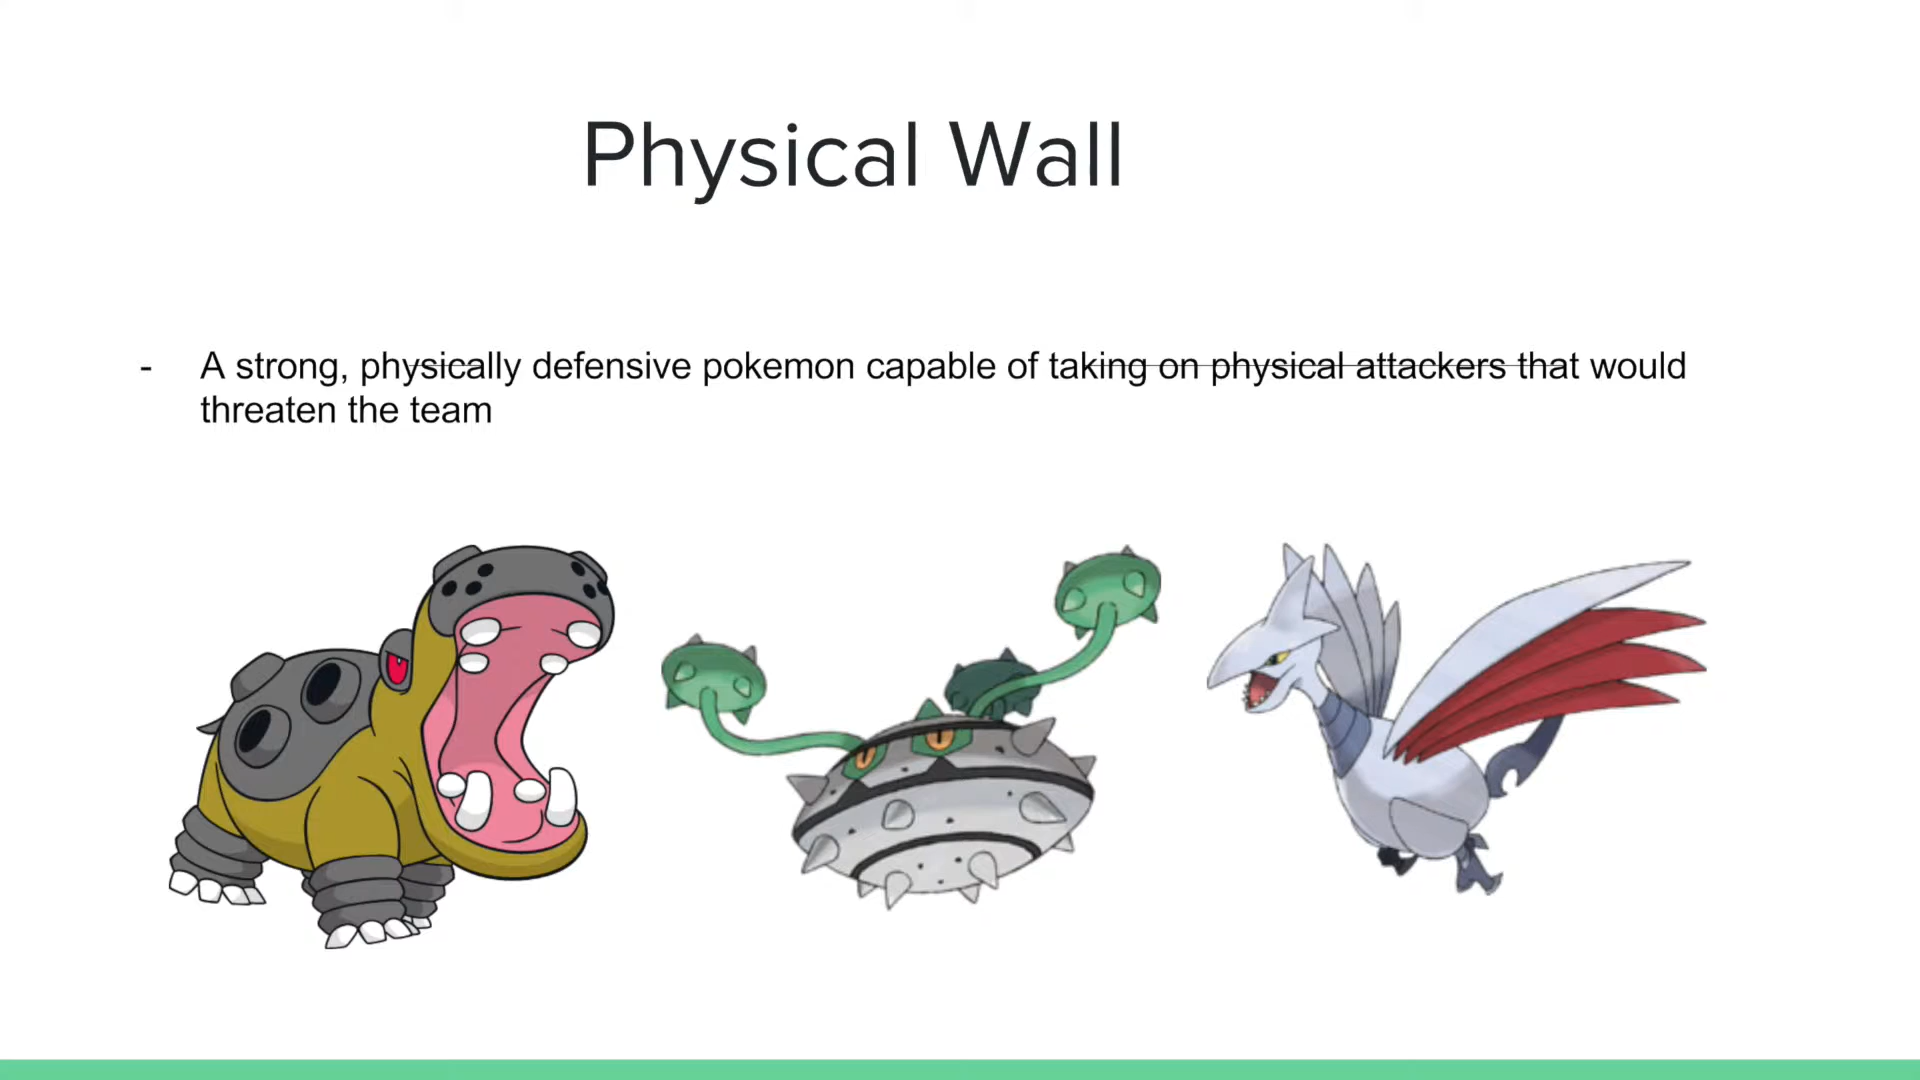 Physical Wall
- A strong, physically defensive pokemon capable of taking on physical attackers that would
threaten the team